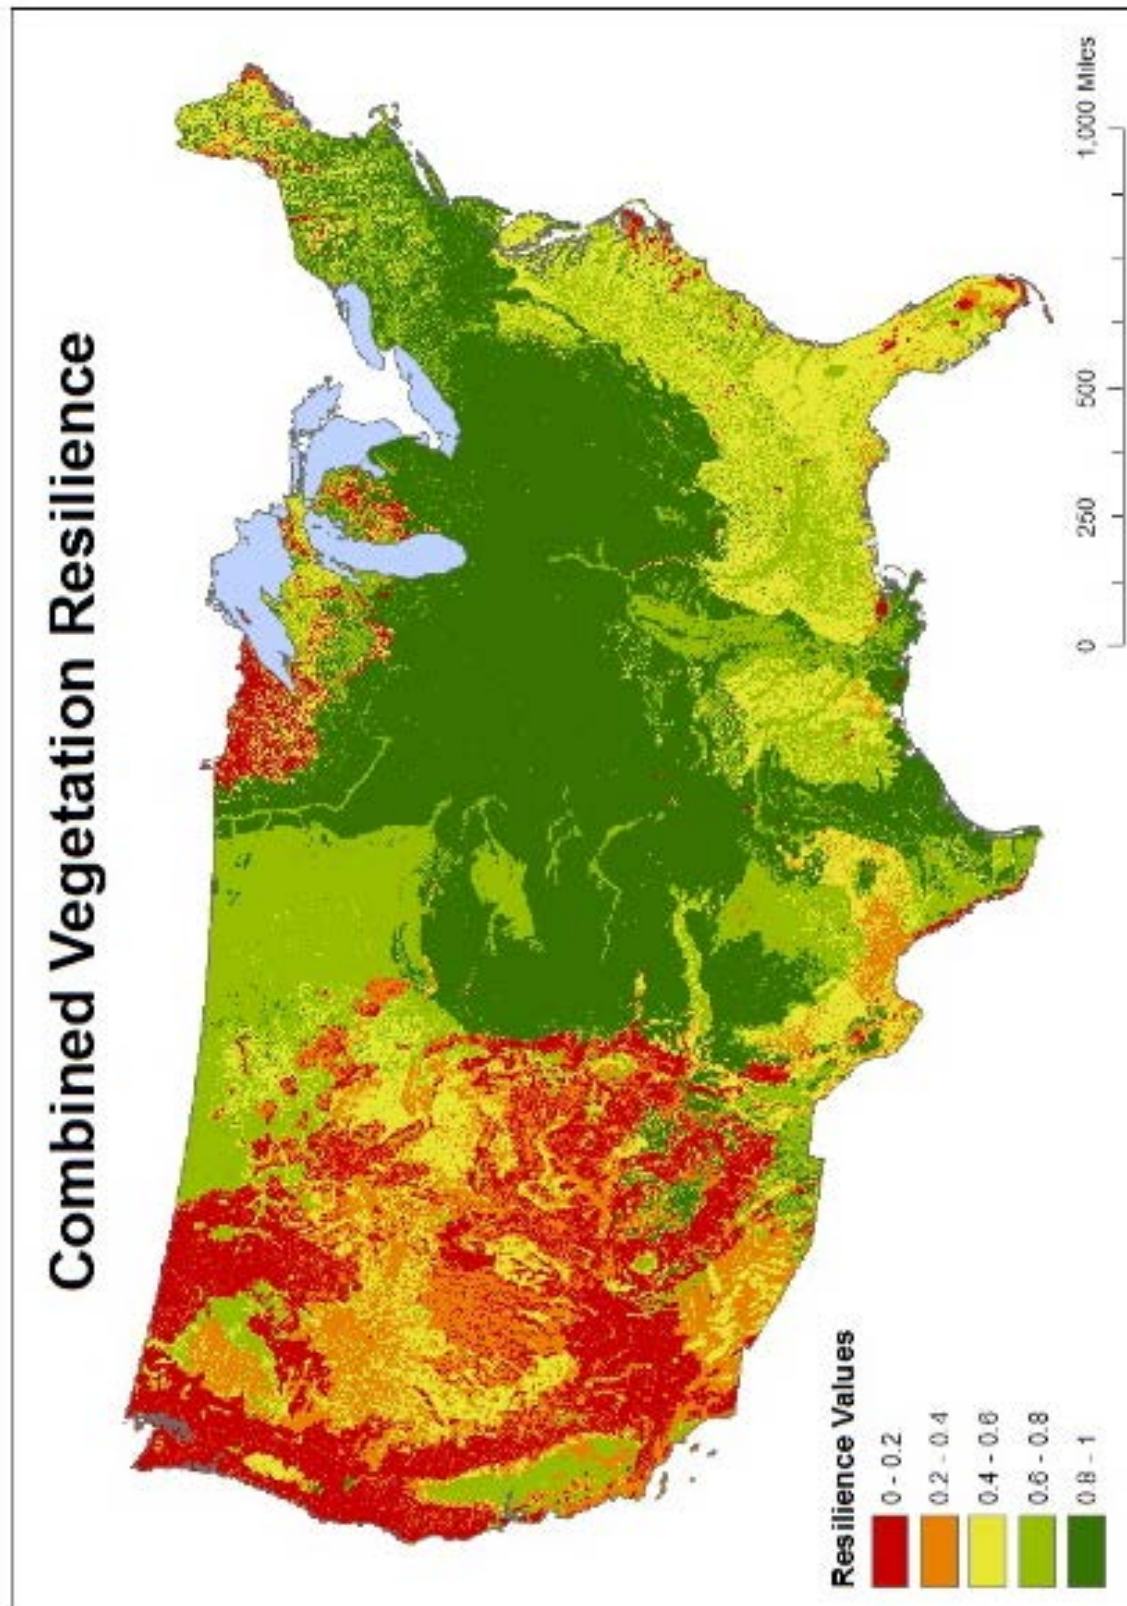 Combined Vegetation Resilience
Resilience Values
0 - 0.2
0.2 - 0.4
0.4 - 0.6
0.6 - 0.8
0.8 - 1
0 250 500 1,000 Miles